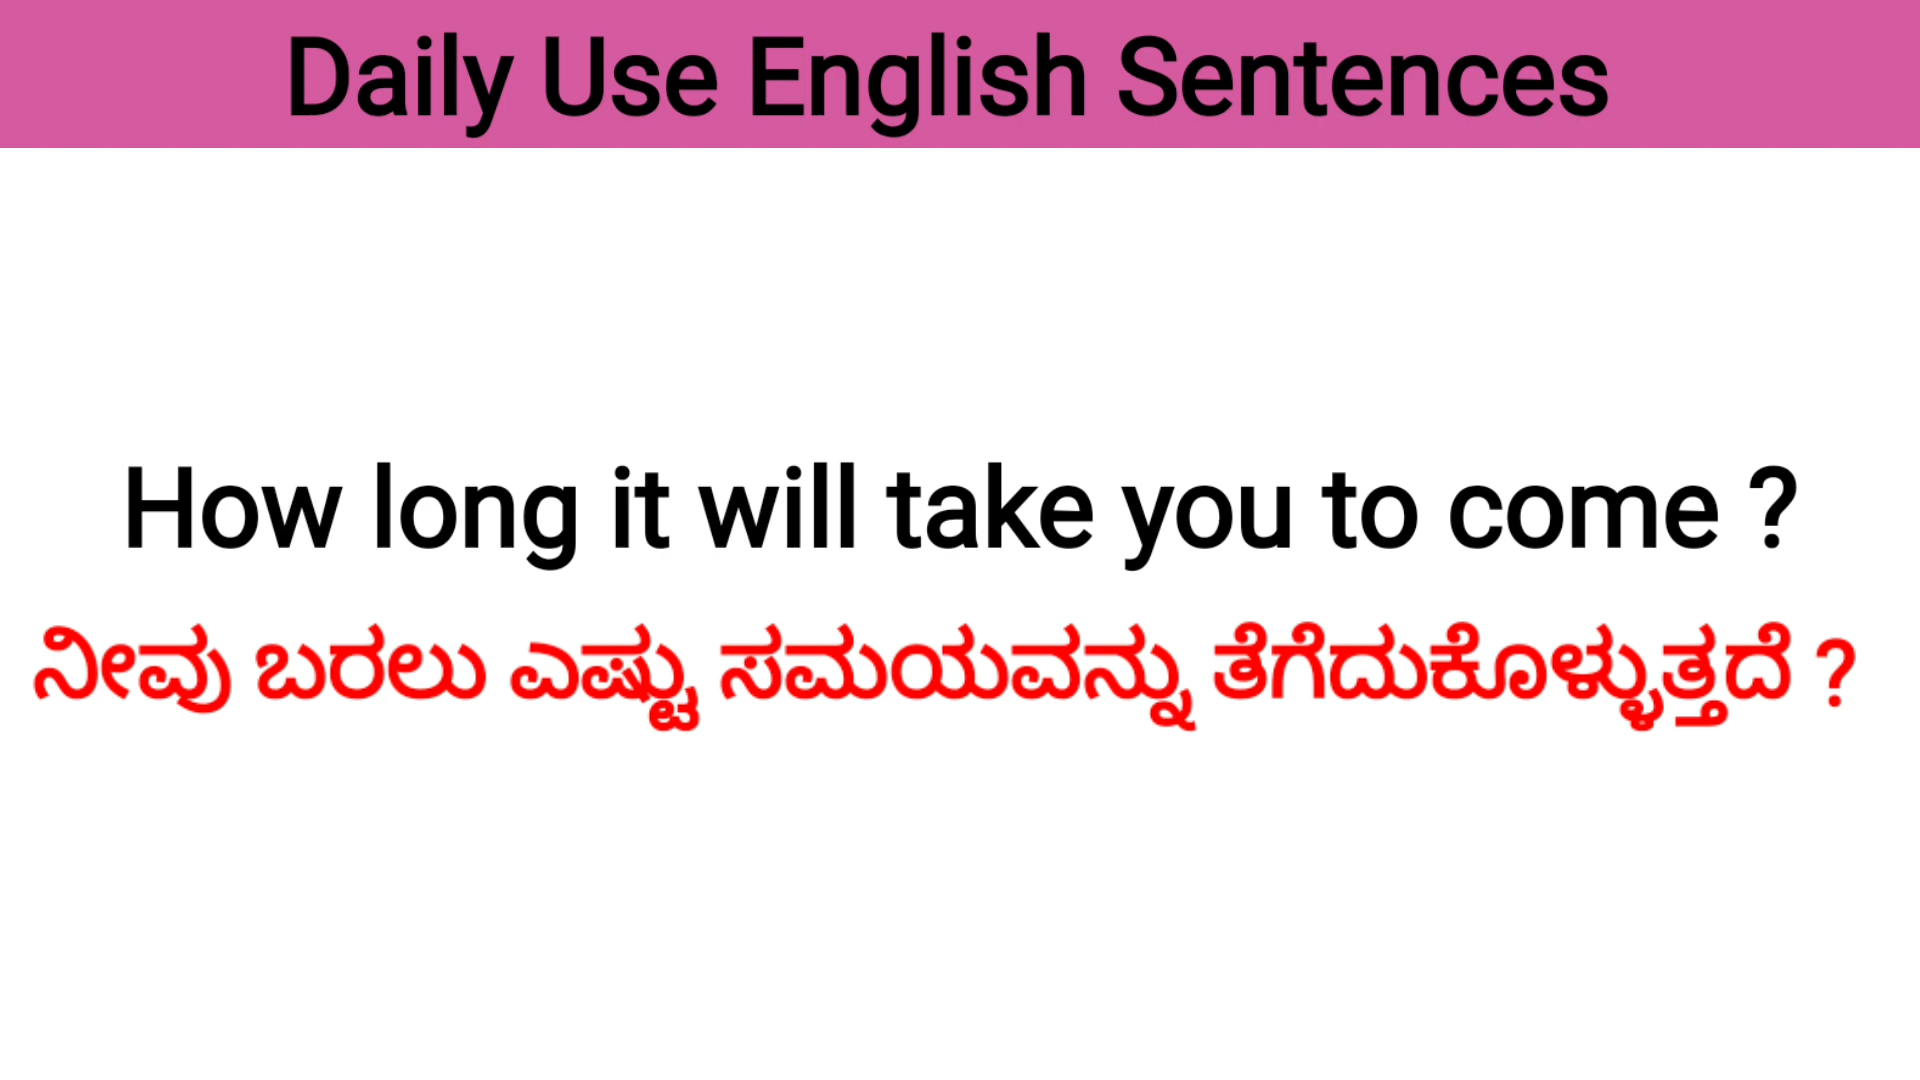 Daily Use English Sentences
How long it will take you to come ?
ನೀವು ಬರಲು ಎಷ್ಟು ಸಮಯವನ್ನು ತೆಗೆದುಕೊಳ್ಳುತ್ತದೆ ?